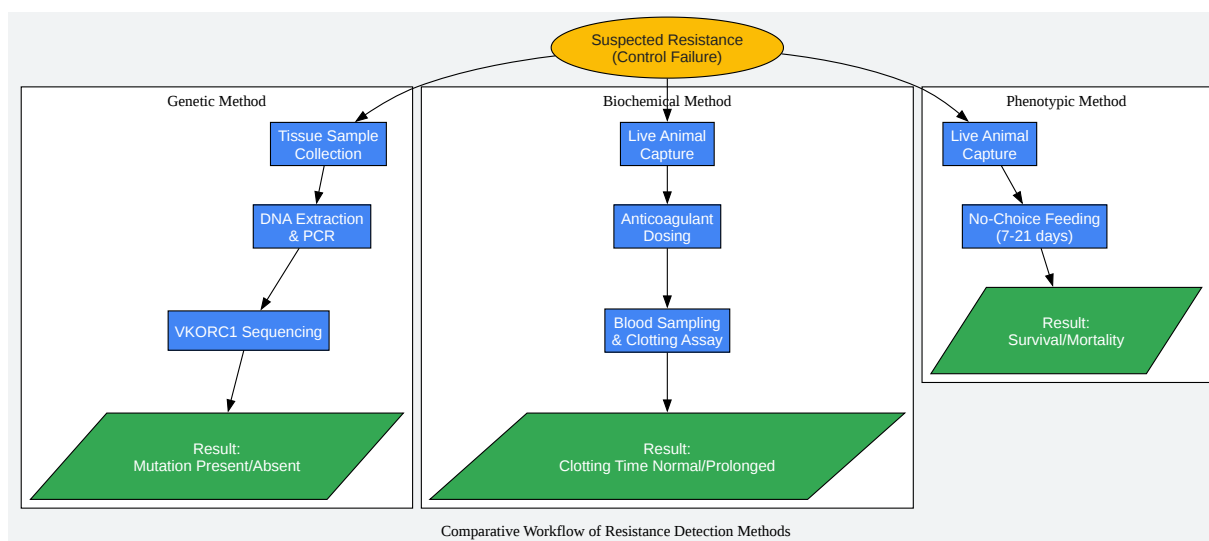 Suspected Resistance
(Control Failure)
Genetic Method
Tissue Sample
Collection
DNA Extraction
& PCR
VKORC1 Sequencing
Result:
Mutation Present/Absent
Biochemical Method
Live Animal
Capture
Anticoagulant
Dosing
Blood Sampling
& Clotting Assay
Result:
Clotting Time Normal/Prolonged
Phenotypic Method
Live Animal
Capture
No-Choice Feeding
(7-21 days)
Result:
Survival/Mortality
Comparative Workflow of Resistance Detection Methods